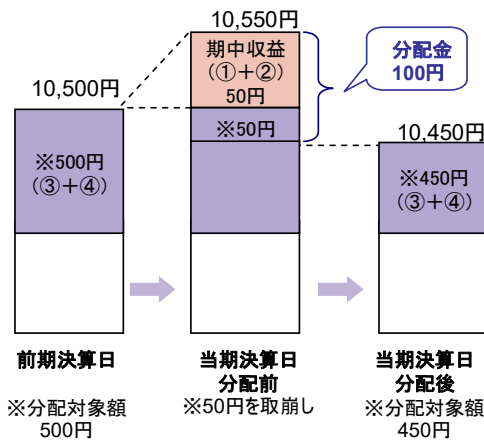 10,550円
期中収益
(①+②)
50円
分配金
100円
10,500円
※50円
10,450円
※500円
(③+④)
※450円
(③+④)
前期決算日
当期決算日
分配前
当期決算日
分配後
※分配対象額
500円
※50円を取崩し
※分配対象額
450円